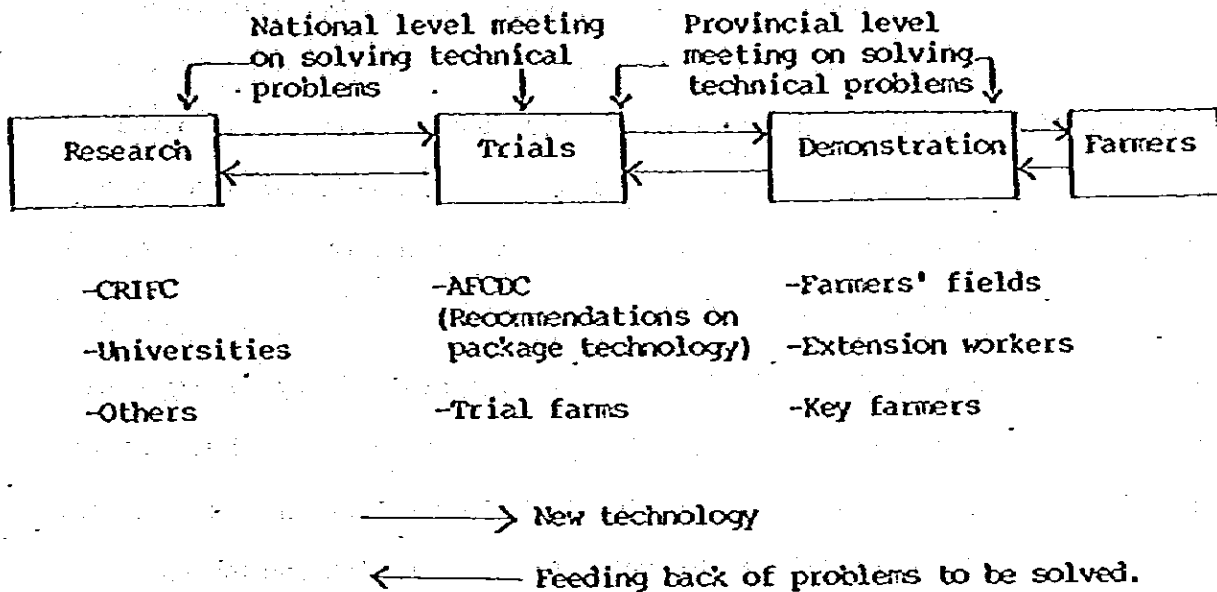 National level meeting
on solving technical
problems
Provincial level
meeting on solving
technical problems
Research
Trials
Demonstration
Farmers
-CRIFC
-Universities
-Others
-AFCDC
(Recommendations on
package technology)
-Trial farms
-Farmers' fields
-Extension workers
-Key farmers
New technology
Feeding back of problems to be solved.